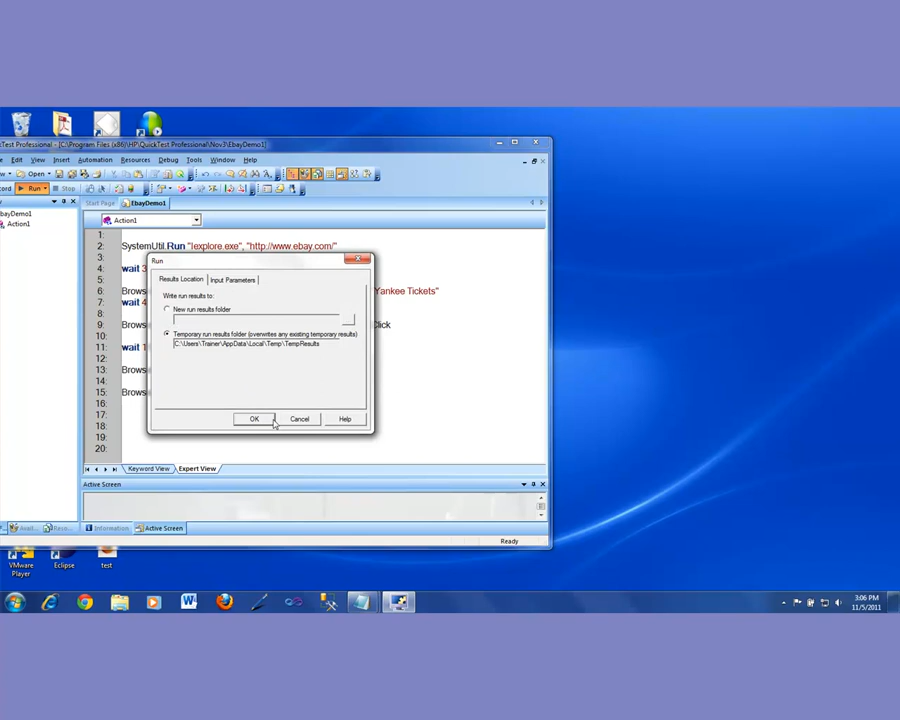 Test Professional - [C:\Program Files (x86)\HP\QuickTest Professional\Nov3\EbayDemo1]
Edit View Insert Automation Resources Debug Tools Window Help
Open
Run Stop
Start Page EbayDemo1
bayDemo1
Action1
Action1
1:
2: SystemUtil.Run "Iexplore.exe", "http://www.ebay.com/"
3:
4: wait 3
5:
6: Brows "Yankee Tickets"
7: wait 4
8:
9: Brows Click
10:
11: wait 1
12:
13: Brows
14:
15: Brows
16:
17:
18:
19:
20:
Run
Results Location Input Parameters
Write run results to:
New run results folder
Temporary run results folder (overwrites any existing temporary results)
C:\Users\Trainer\AppData\Local\Temp\TempResults
OK Cancel Help
Keyword View Expert View
Active Screen
Information Active Screen
Ready
VMware Player Eclipse test
3:06 PM
11/5/2011